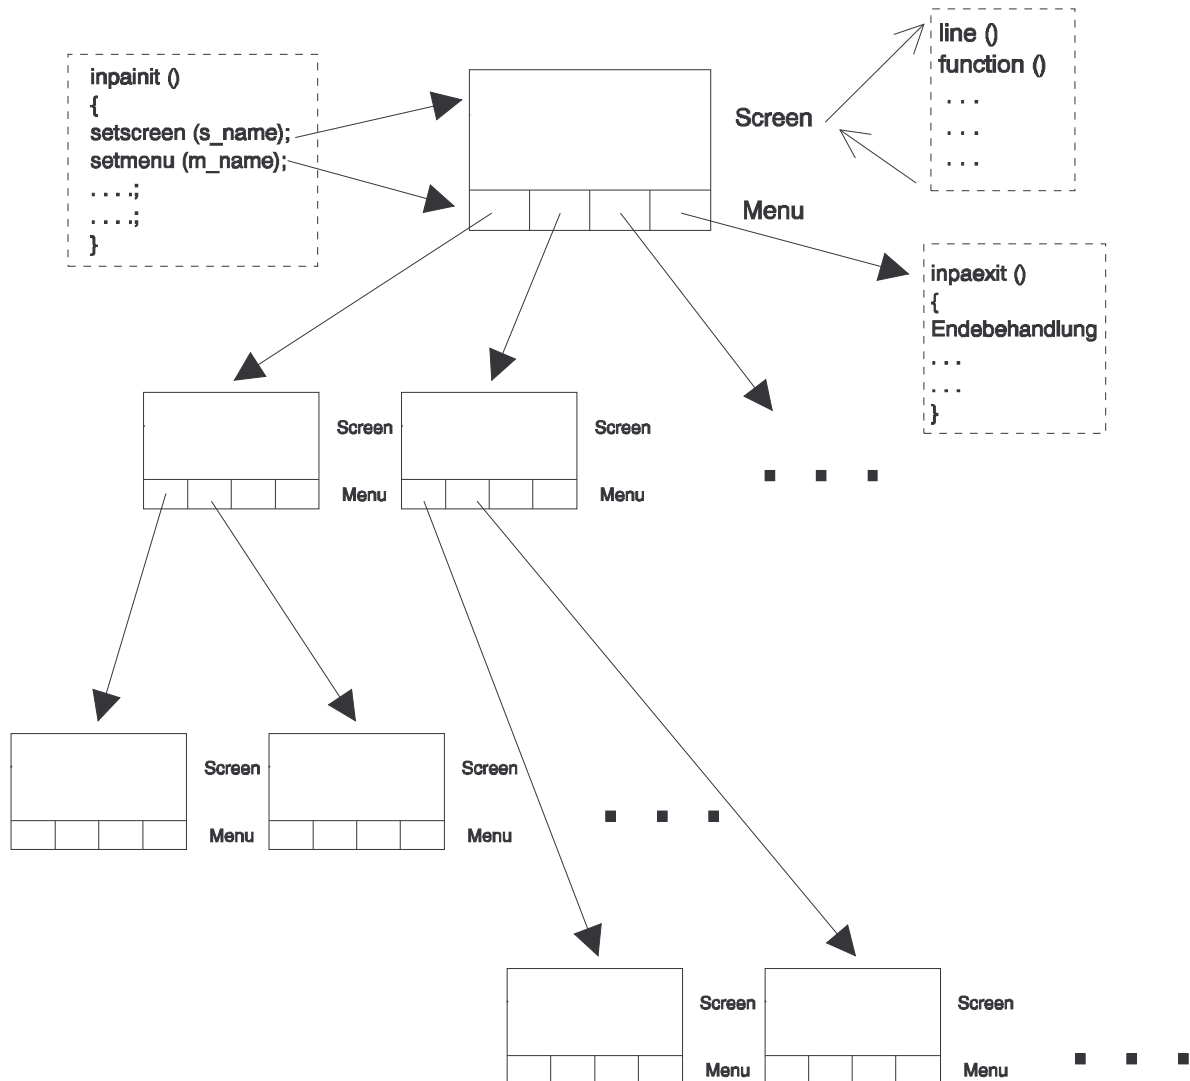 inpainit ()
{
setscreen (s_name);
setmenu (m_name);
. . . .;
. . . .;
}
Screen
Menu
line ()
function ()
. . .
. . .
. . .
inpaexit ()
{
Endebehandlung
. . .
. . .
}
Screen
Menu
Screen
Menu
. . .
Screen
Menu
Screen
Menu
. . .
Screen
Menu
Screen
Menu
. . .